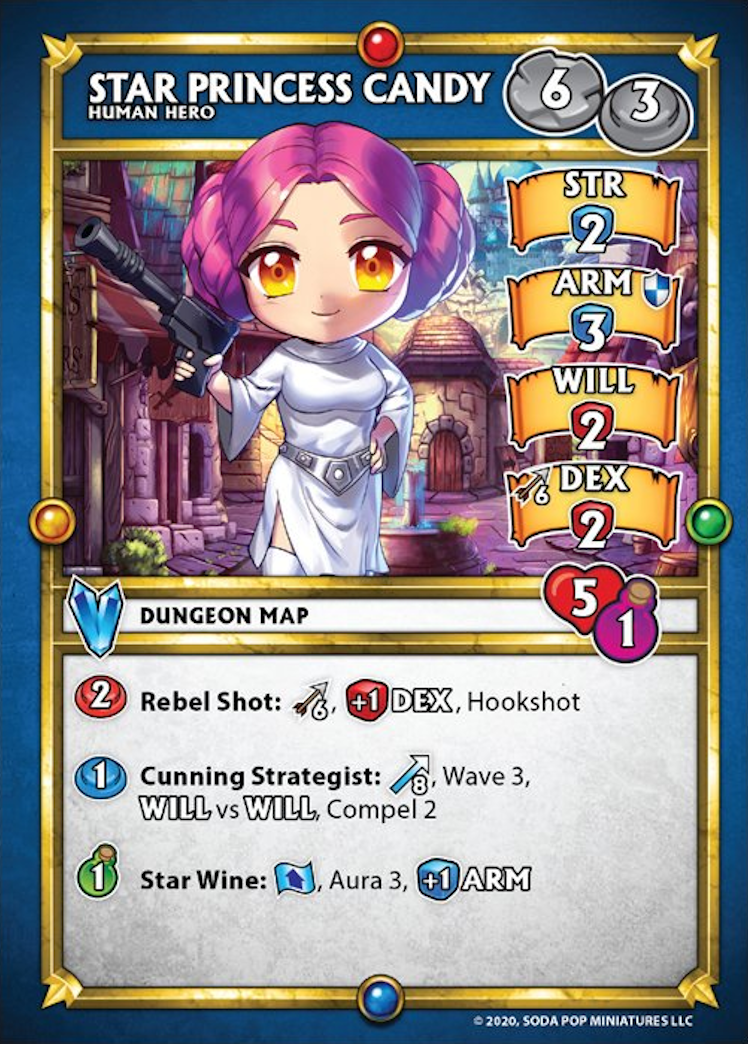 STAR PRINCESS CANDY
HUMAN HERO
6
3
STR
2
ARM
3
WILL
2
6 DEX
2
DUNGEON MAP
5
1
2 Rebel Shot: 6, +1 DEX, Hookshot
1 Cunning Strategist: 8, Wave 3,
WILL vs WILL, Compel 2
1 Star Wine: , Aura 3, +1 ARM
© 2020, SODA POP MINIATURES LLC